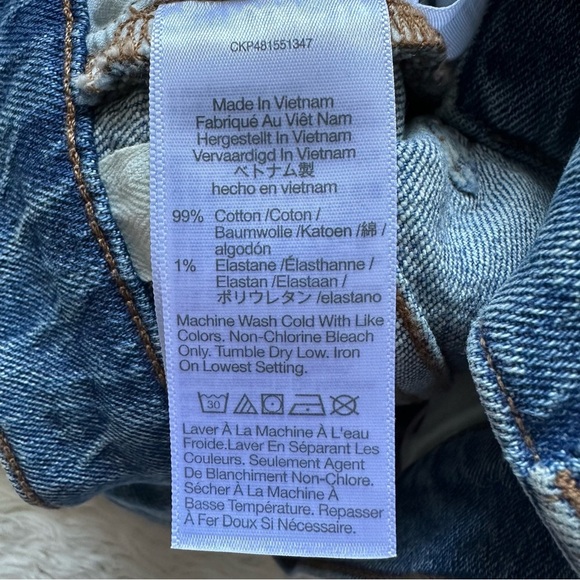 CKP481551347
Made In Vietnam
Fabriqué Au Viêt Nam
Hergestellt In Vietnam
Vervaardigd In Vietnam
ベトナム製
hecho en vietnam
99% Cotton /Coton /
Baumwolle /Katoen /綿 /
algodón
1% Elastane /Élasthanne /
Elastan /Elastaan /
ポリウレタン /elastano
Machine Wash Cold With Like
Colors. Non-Chlorine Bleach
Only. Tumble Dry Low. Iron
On Lowest Setting.
30
Laver À La Machine À L'eau
Froide.Laver En Séparant Les
Couleurs. Seulement Agent
De Blanchiment Non-Chlore.
Sécher À La Machine À
Basse Température. Repasser
À Fer Doux Si Nécessaire.